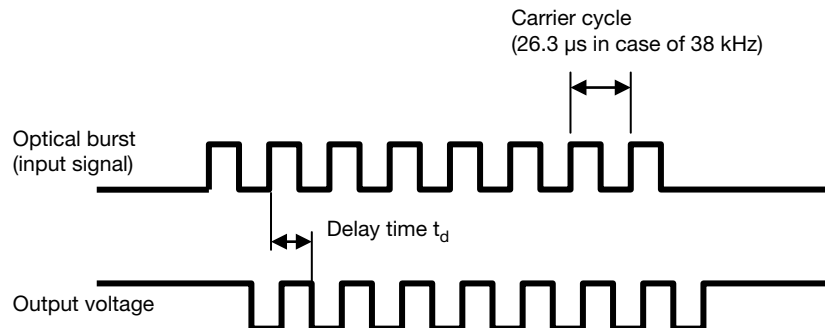 Carrier cycle
(26.3 µs in case of 38 kHz)
Optical burst
(input signal)
Delay time td
Output voltage